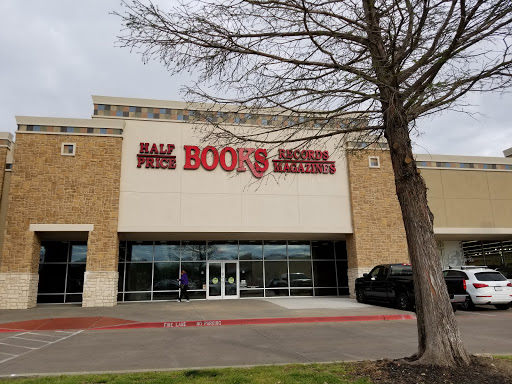 HALF
PRICE
BOOKS
RECORDS
MAGAZINES
FIRE LANE NO PARKING